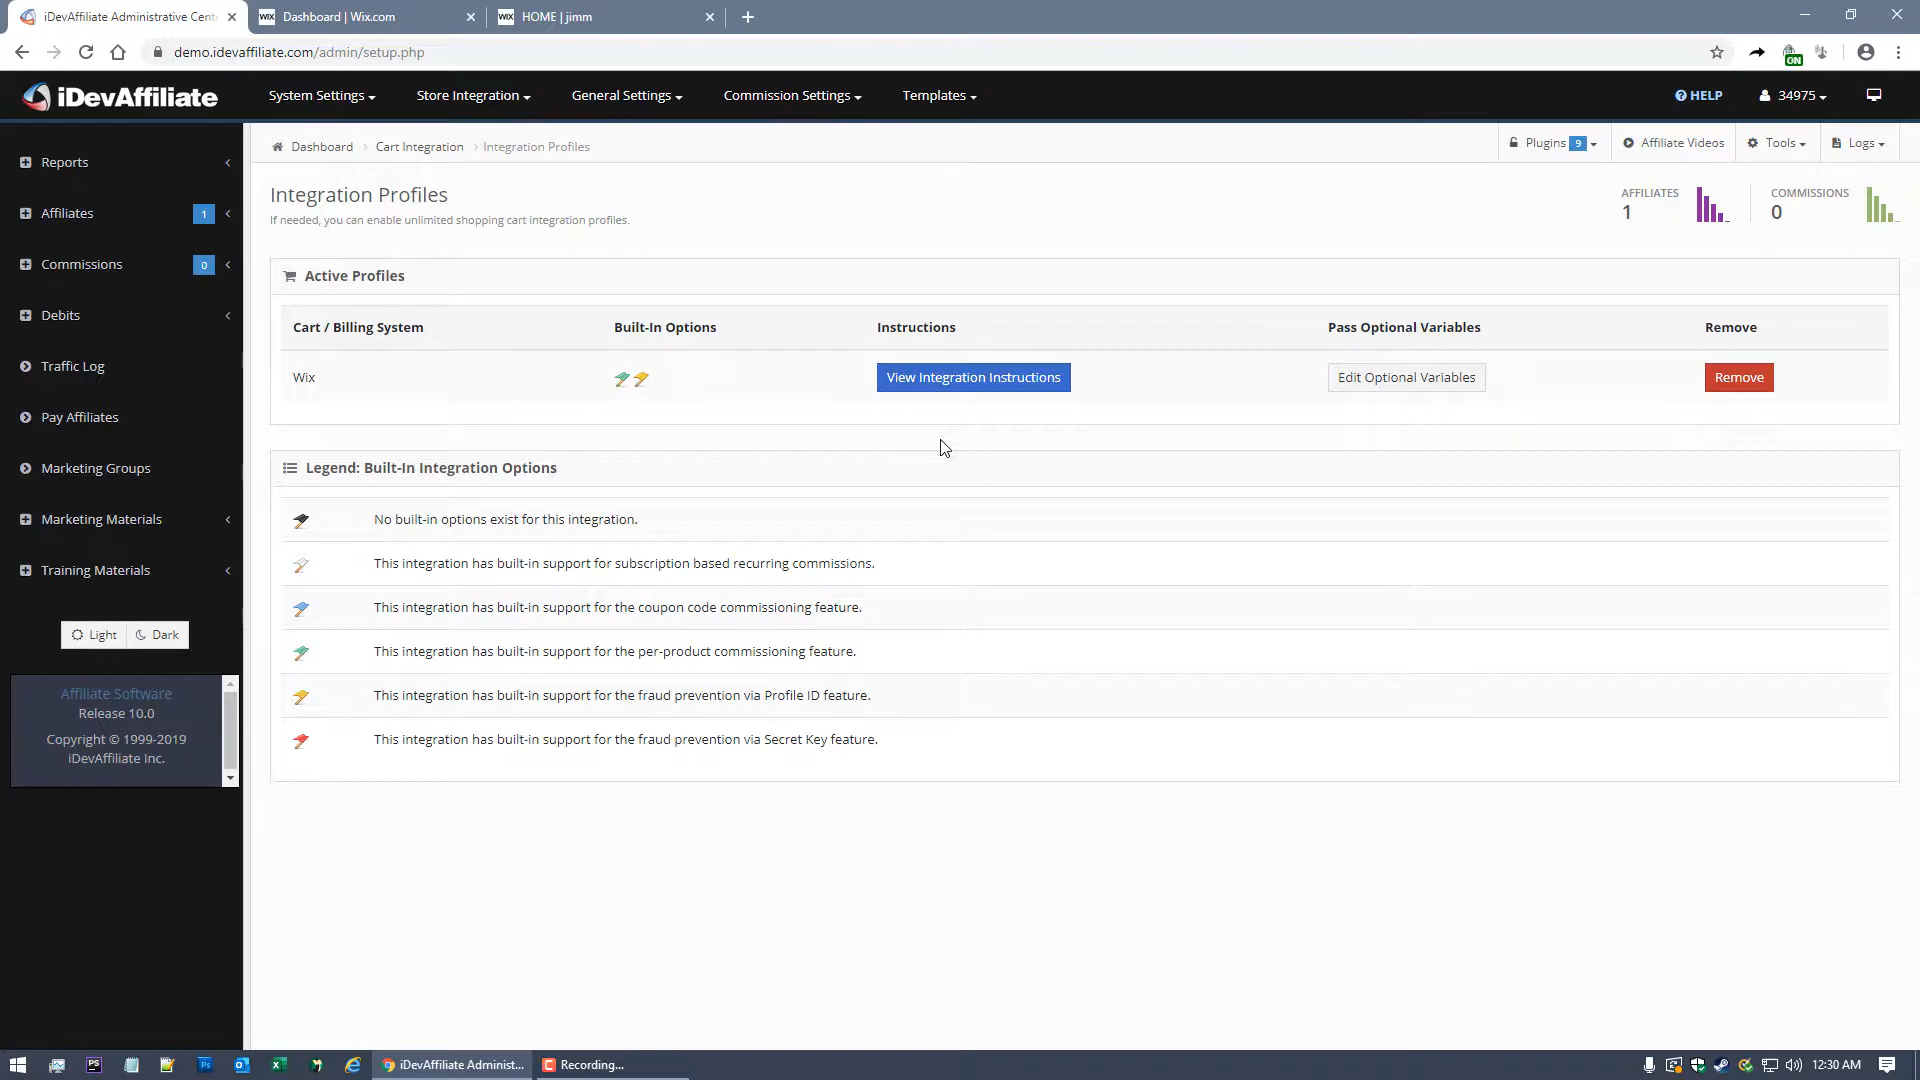 iDevAffiliate Administrative Cent
Dashboard | Wix.com
HOME | jimm
demo.idevaffiliate.com/admin/setup.php
ON
iDevAffiliate
System Settings
Store Integration
General Settings
Commission Settings
Templates
HELP
34975
Reports
Affiliates 1
Commissions 0
Debits
Traffic Log
Pay Affiliates
Marketing Groups
Marketing Materials
Training Materials
Light
Dark
Affiliate Software
Release 10.0
Copyright © 1999-2019
iDevAffiliate Inc.
Dashboard
Cart Integration
Integration Profiles
Plugins 9
Affiliate Videos
Tools
Logs
Integration Profiles
If needed, you can enable unlimited shopping cart integration profiles.
AFFILIATES
1
COMMISSIONS
0
Active Profiles
Cart / Billing System
Built-In Options
Instructions
Pass Optional Variables
Remove
Wix
View Integration Instructions
Edit Optional Variables
Remove
Legend: Built-In Integration Options
No built-in options exist for this integration.
This integration has built-in support for subscription based recurring commissions.
This integration has built-in support for the coupon code commissioning feature.
This integration has built-in support for the per-product commissioning feature.
This integration has built-in support for the fraud prevention via Profile ID feature.
This integration has built-in support for the fraud prevention via Secret Key feature.
iDevAffiliate Administ...
Recording...
12:30 AM